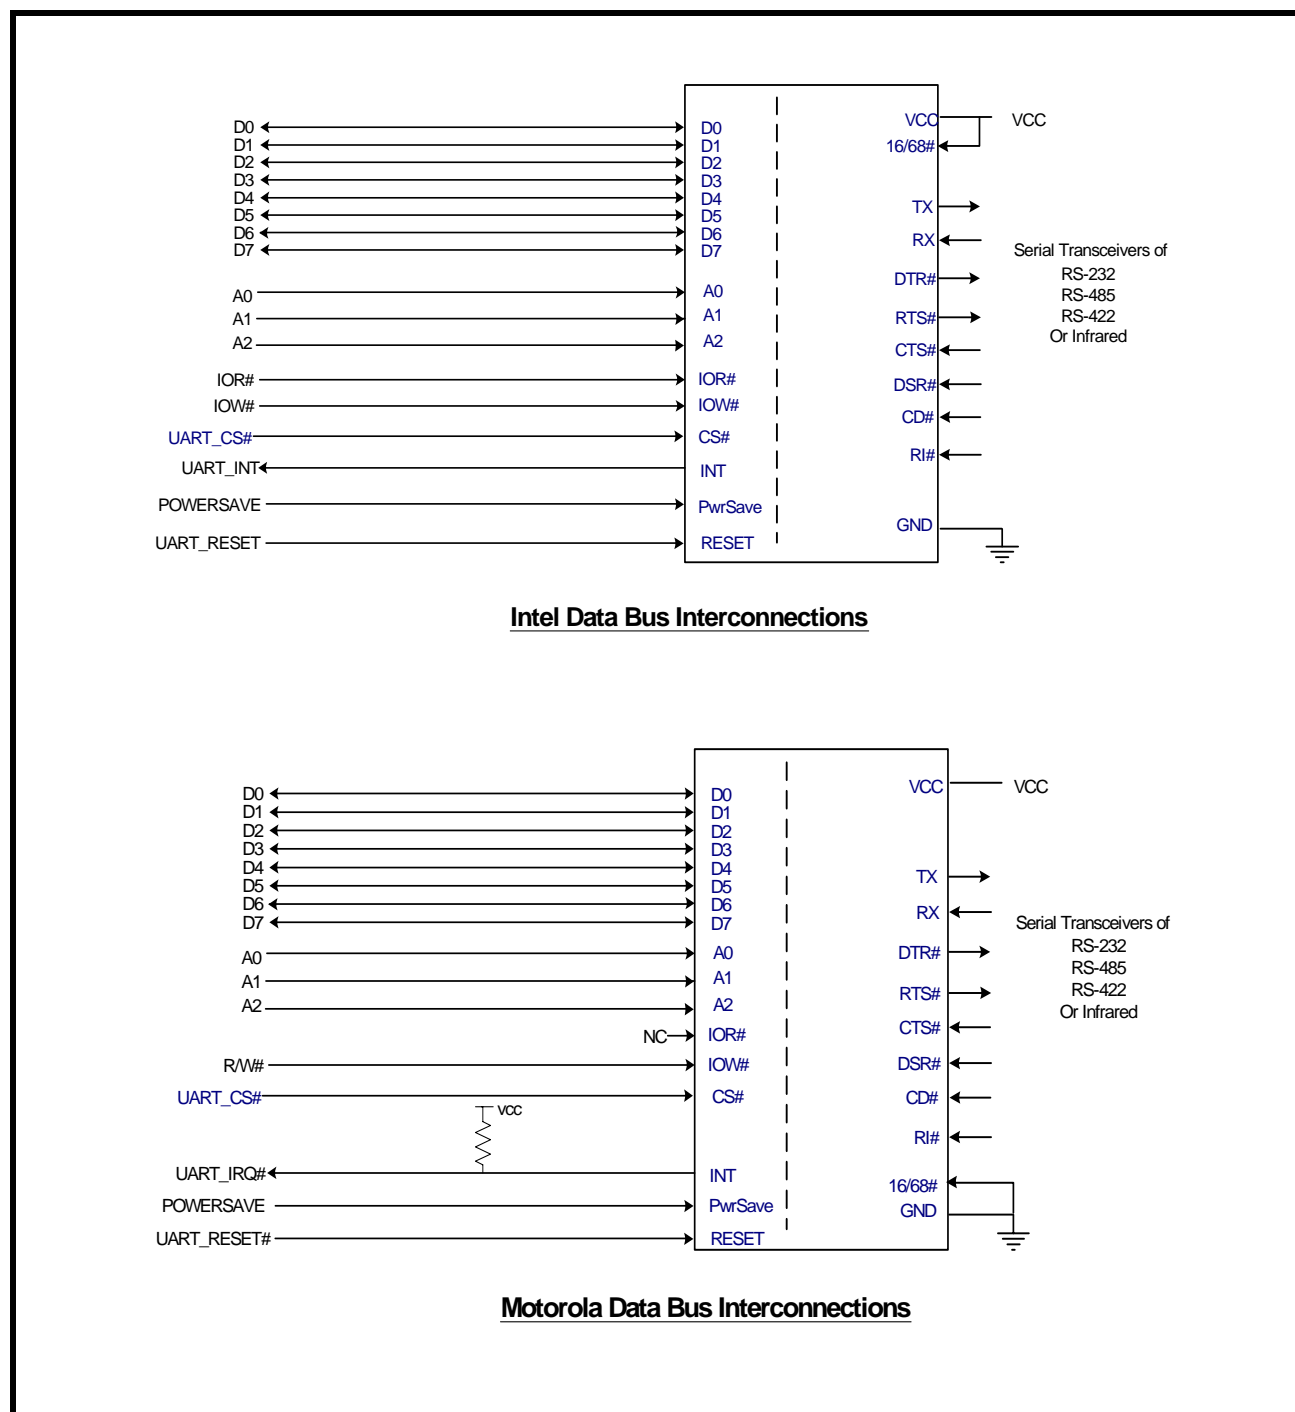 D0 D0 VCC VCC
D1 D1 16/68#
D2 D2
D3 D3
D4 D4
D5 D5 TX
D6 D6 RX
D7 D7
Serial Transceivers of
RS-232
RS-485
RS-422
Or Infrared
A0 A0 DTR#
A1 A1 RTS#
A2 A2 CTS#
IOR# IOR# DSR#
IOW# IOW# CD#
UART_CS# CS# RI#
UART_INT INT
POWERSAVE PwrSave GND
UART_RESET RESET
Intel Data Bus Interconnections
D0 D0 VCC VCC
D1 D1
D2 D2
D3 D3
D4 D4 TX
D5 D5
D6 D6 RX
D7 D7
Serial Transceivers of
RS-232
RS-485
RS-422
Or Infrared
A0 A0 DTR#
A1 A1 RTS#
A2 A2
NC IOR# CTS#
R/W# IOW# DSR#
UART_CS# CS# CD#
VCC
RI#
UART_IRQ# INT 16/68#
POWERSAVE PwrSave GND
UART_RESET# RESET
Motorola Data Bus Interconnections